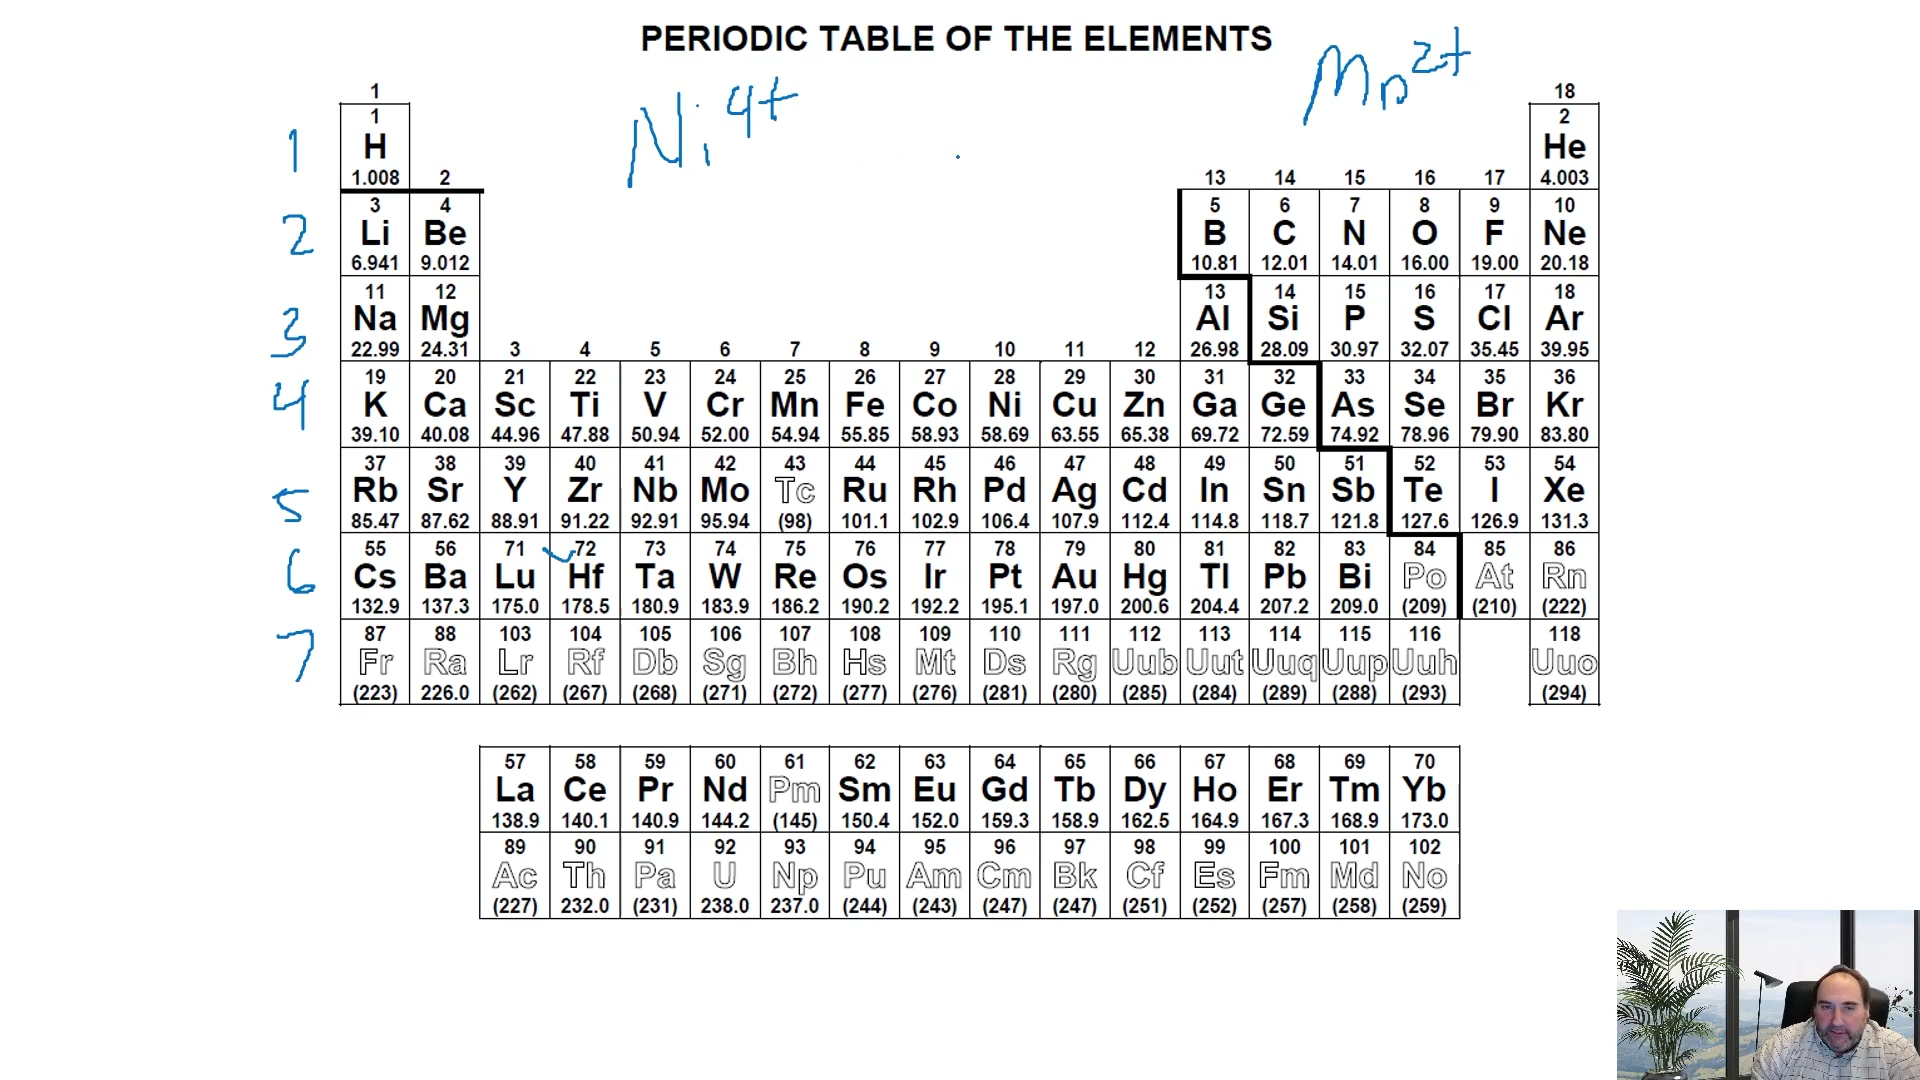 PERIODIC TABLE OF THE ELEMENTS
Ni 4+ Mn 2+
1 18
1 2
1 H He
1.008 2 13 14 15 16 17 4.003
3 4 5 6 7 8 9 10
2 Li Be B C N O F Ne
6.941 9.012 10.81 12.01 14.01 16.00 19.00 20.18
11 12 13 14 15 16 17 18
3 Na Mg Al Si P S Cl Ar
22.99 24.31 3 4 5 6 7 8 9 10 11 12 26.98 28.09 30.97 32.07 35.45 39.95
19 20 21 22 23 24 25 26 27 28 29 30 31 32 33 34 35 36
4 K Ca Sc Ti V Cr Mn Fe Co Ni Cu Zn Ga Ge As Se Br Kr
39.10 40.08 44.96 47.88 50.94 52.00 54.94 55.85 58.93 58.69 63.55 65.38 69.72 72.59 74.92 78.96 79.90 83.80
37 38 39 40 41 42 43 44 45 46 47 48 49 50 51 52 53 54
5 Rb Sr Y Zr Nb Mo Tc Ru Rh Pd Ag Cd In Sn Sb Te I Xe
85.47 87.62 88.91 91.22 92.91 95.94 (98) 101.1 102.9 106.4 107.9 112.4 114.8 118.7 121.8 127.6 126.9 131.3
55 56 71 72 73 74 75 76 77 78 79 80 81 82 83 84 85 86
6 Cs Ba Lu Hf Ta W Re Os Ir Pt Au Hg Tl Pb Bi Po At Rn
132.9 137.3 175.0 178.5 180.9 183.9 186.2 190.2 192.2 195.1 197.0 200.6 204.4 207.2 209.0 (209) (210) (222)
87 88 103 104 105 106 107 108 109 110 111 112 113 114 115 116 118
7 Fr Ra Lr Rf Db Sg Bh Hs Mt Ds Rg Uub Uut Uuq Uup Uuh Uuo
(223) 226.0 (262) (267) (268) (271) (272) (277) (276) (281) (280) (285) (284) (289) (288) (293) (294)
57 58 59 60 61 62 63 64 65 66 67 68 69 70
La Ce Pr Nd Pm Sm Eu Gd Tb Dy Ho Er Tm Yb
138.9 140.1 140.9 144.2 (145) 150.4 152.0 159.3 158.9 162.5 164.9 167.3 168.9 173.0
89 90 91 92 93 94 95 96 97 98 99 100 101 102
Ac Th Pa U Np Pu Am Cm Bk Cf Es Fm Md No
(227) 232.0 (231) 238.0 237.0 (244) (243) (247) (247) (251) (252) (257) (258) (259)